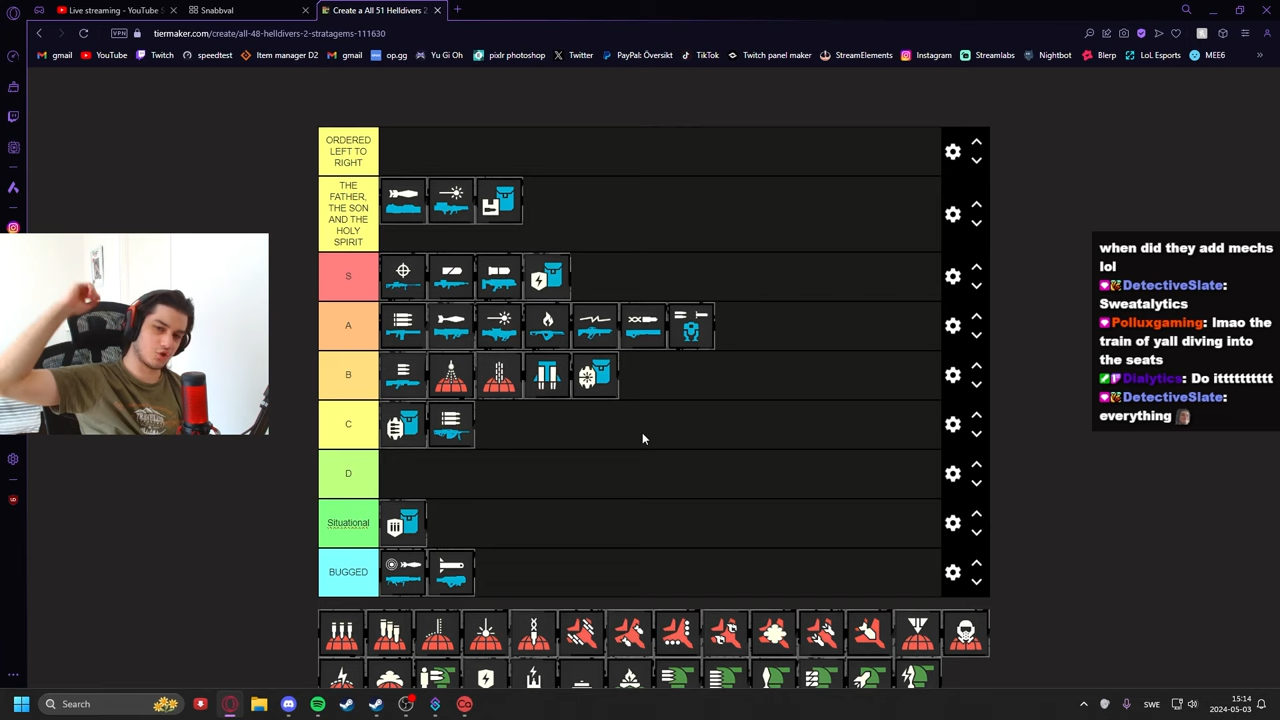 Live streaming - YouTube S
Snabbval
Create a All 51 Helldivers 2
VPN
tiermaker.com/create/all-48-helldivers-2-stratagems-111630
gmail
YouTube
Twitch
speedtest
Item manager D2
gmail
op.gg
Yu Gi Oh
pixlr photoshop
Twitter
PayPal: Översikt
TikTok
Twitch panel maker
StreamElements
Instagram
Streamlabs
Nightbot
Blerp
LoL Esports
MEE6
ORDERED
LEFT TO
RIGHT
THE
FATHER,
THE SON
AND THE
HOLY
SPIRIT
S
A
B
C
D
Situational
BUGGED
when did they add mechs
lol
DetectiveSlate:
Sweatalytics
Polluxgaming: lmao the
train of yall diving into
the seats
Dialytics: Do itttttttttt
DetectiveSlate:
everything
Search
SWE
15:14
2024-05-03